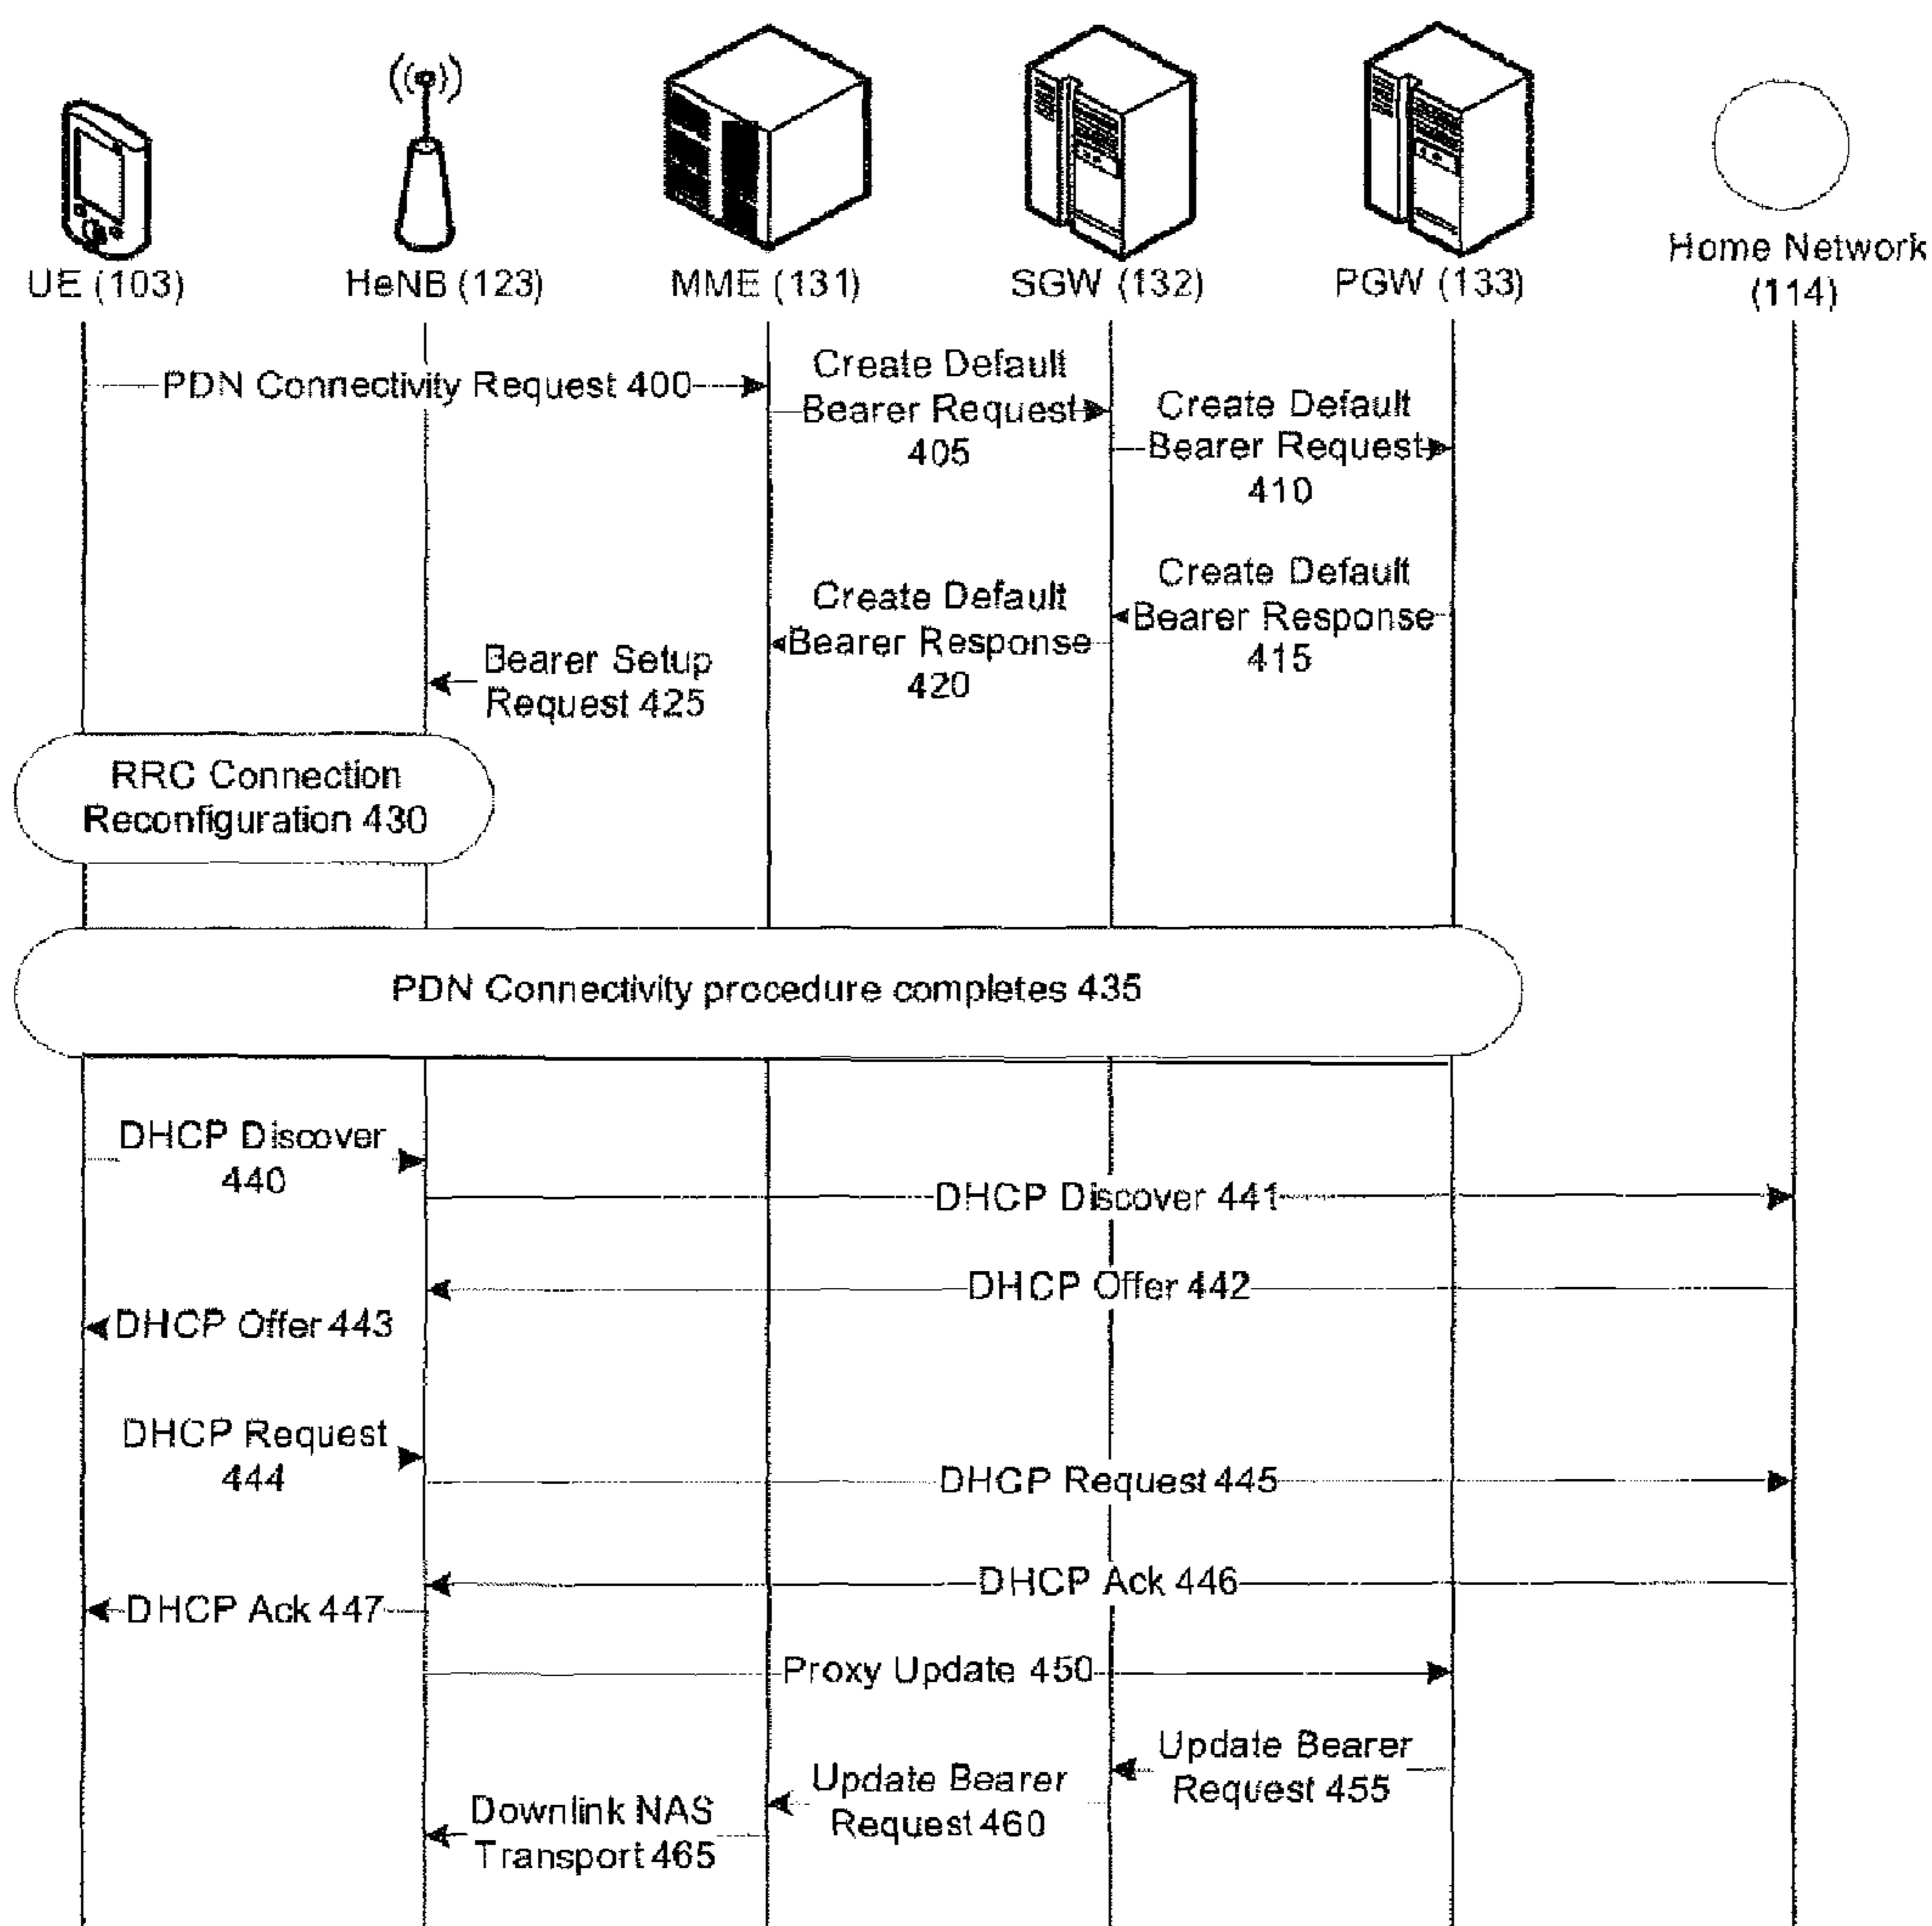 UE (103)
HeNB (123)
MME (131)
SGW (132)
PGW (133)
Home Network
(114)
PDN Connectivity Request 400
Create Default
Bearer Request
405
Create Default
Bearer Request
410
Create Default
Bearer Response
415
Create Default
Bearer Response
420
Bearer Setup
Request 425
RRC Connection
Reconfiguration 430
PDN Connectivity procedure completes 435
DHCP Discover
440
DHCP Discover 441
DHCP Offer 442
DHCP Offer 443
DHCP Request
444
DHCP Request 445
DHCP Ack 446
DHCP Ack 447
Proxy Update 450
Update Bearer
Request 455
Update Bearer
Request 460
Downlink NAS
Transport 465